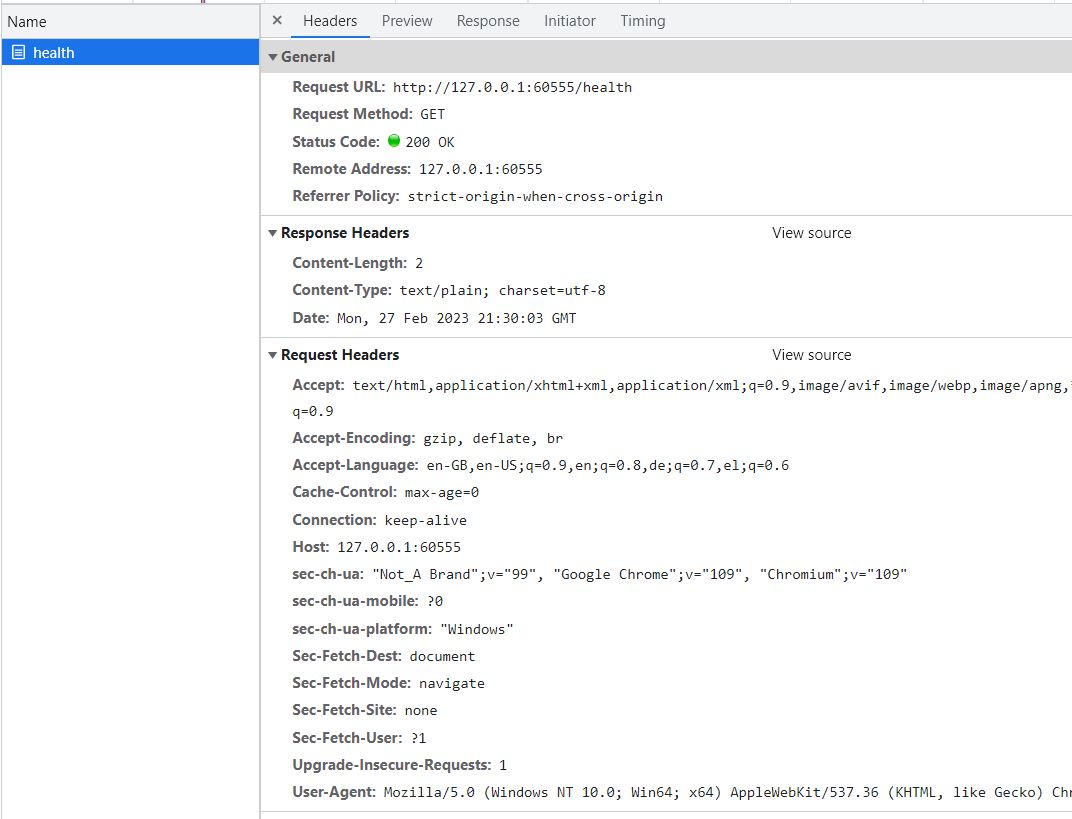 Name
health
× Headers Preview Response Initiator Timing
General
Request URL: http://127.0.0.1:60555/health
Request Method: GET
Status Code: 200 OK
Remote Address: 127.0.0.1:60555
Referrer Policy: strict-origin-when-cross-origin
Response Headers View source
Content-Length: 2
Content-Type: text/plain; charset=utf-8
Date: Mon, 27 Feb 2023 21:30:03 GMT
Request Headers View source
Accept: text/html,application/xhtml+xml,application/xml;q=0.9,image/avif,image/webp,image/apng,
q=0.9
Accept-Encoding: gzip, deflate, br
Accept-Language: en-GB,en-US;q=0.9,en;q=0.8,de;q=0.7,el;q=0.6
Cache-Control: max-age=0
Connection: keep-alive
Host: 127.0.0.1:60555
sec-ch-ua: "Not_A Brand";v="99", "Google Chrome";v="109", "Chromium";v="109"
sec-ch-ua-mobile: ?0
sec-ch-ua-platform: "Windows"
Sec-Fetch-Dest: document
Sec-Fetch-Mode: navigate
Sec-Fetch-Site: none
Sec-Fetch-User: ?1
Upgrade-Insecure-Requests: 1
User-Agent: Mozilla/5.0 (Windows NT 10.0; Win64; x64) AppleWebKit/537.36 (KHTML, like Gecko) Chr